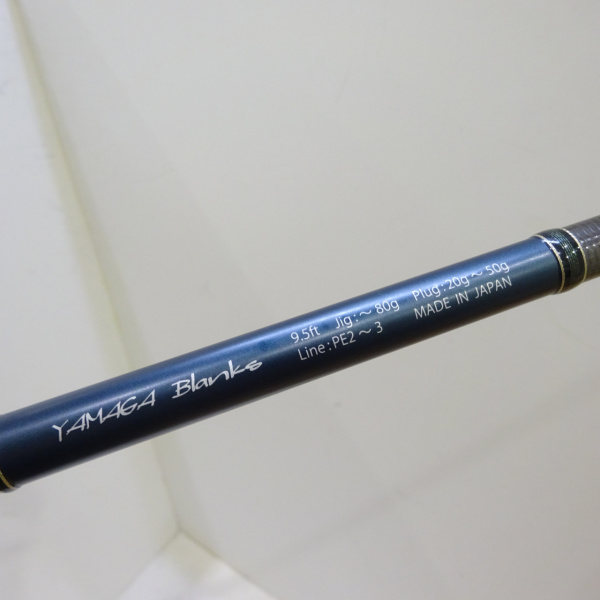 YAMAGA Blanks
9.5ft Jig:～80g Plug:20g～50g
Line:PE2～3 MADE IN JAPAN